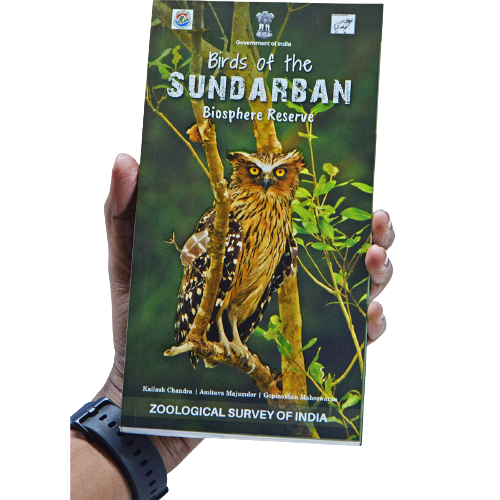 Government of India
Birds of the
SUNDARBAN
Biosphere Reserve
Kailash Chandra | Amitava Majumder | Gopinathan Maheswaran
ZOOLOGICAL SURVEY OF INDIA